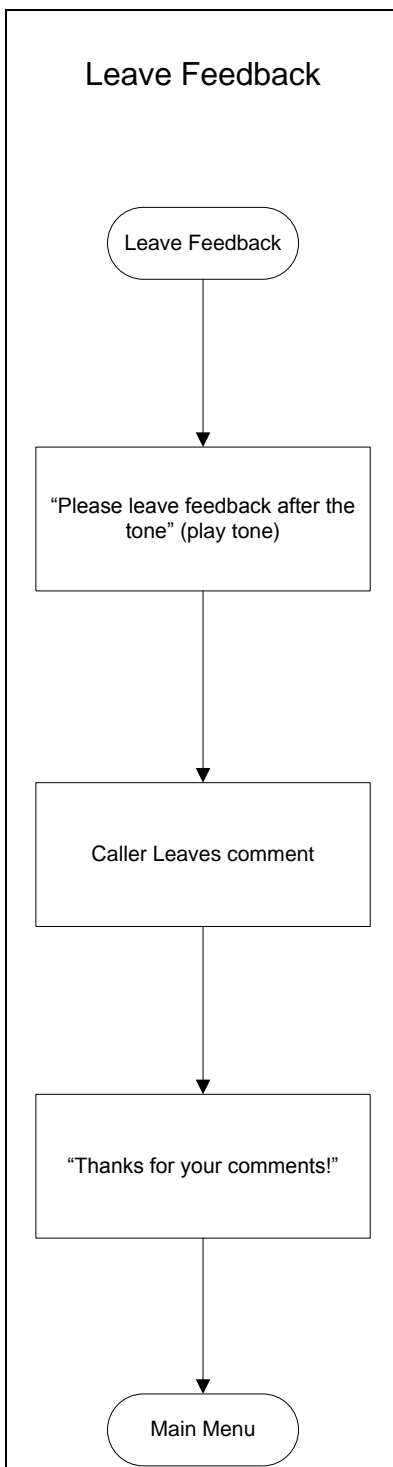 Leave Feedback
Leave Feedback
“Please leave feedback after the
tone” (play tone)
Caller Leaves comment
“Thanks for your comments!”
Main Menu